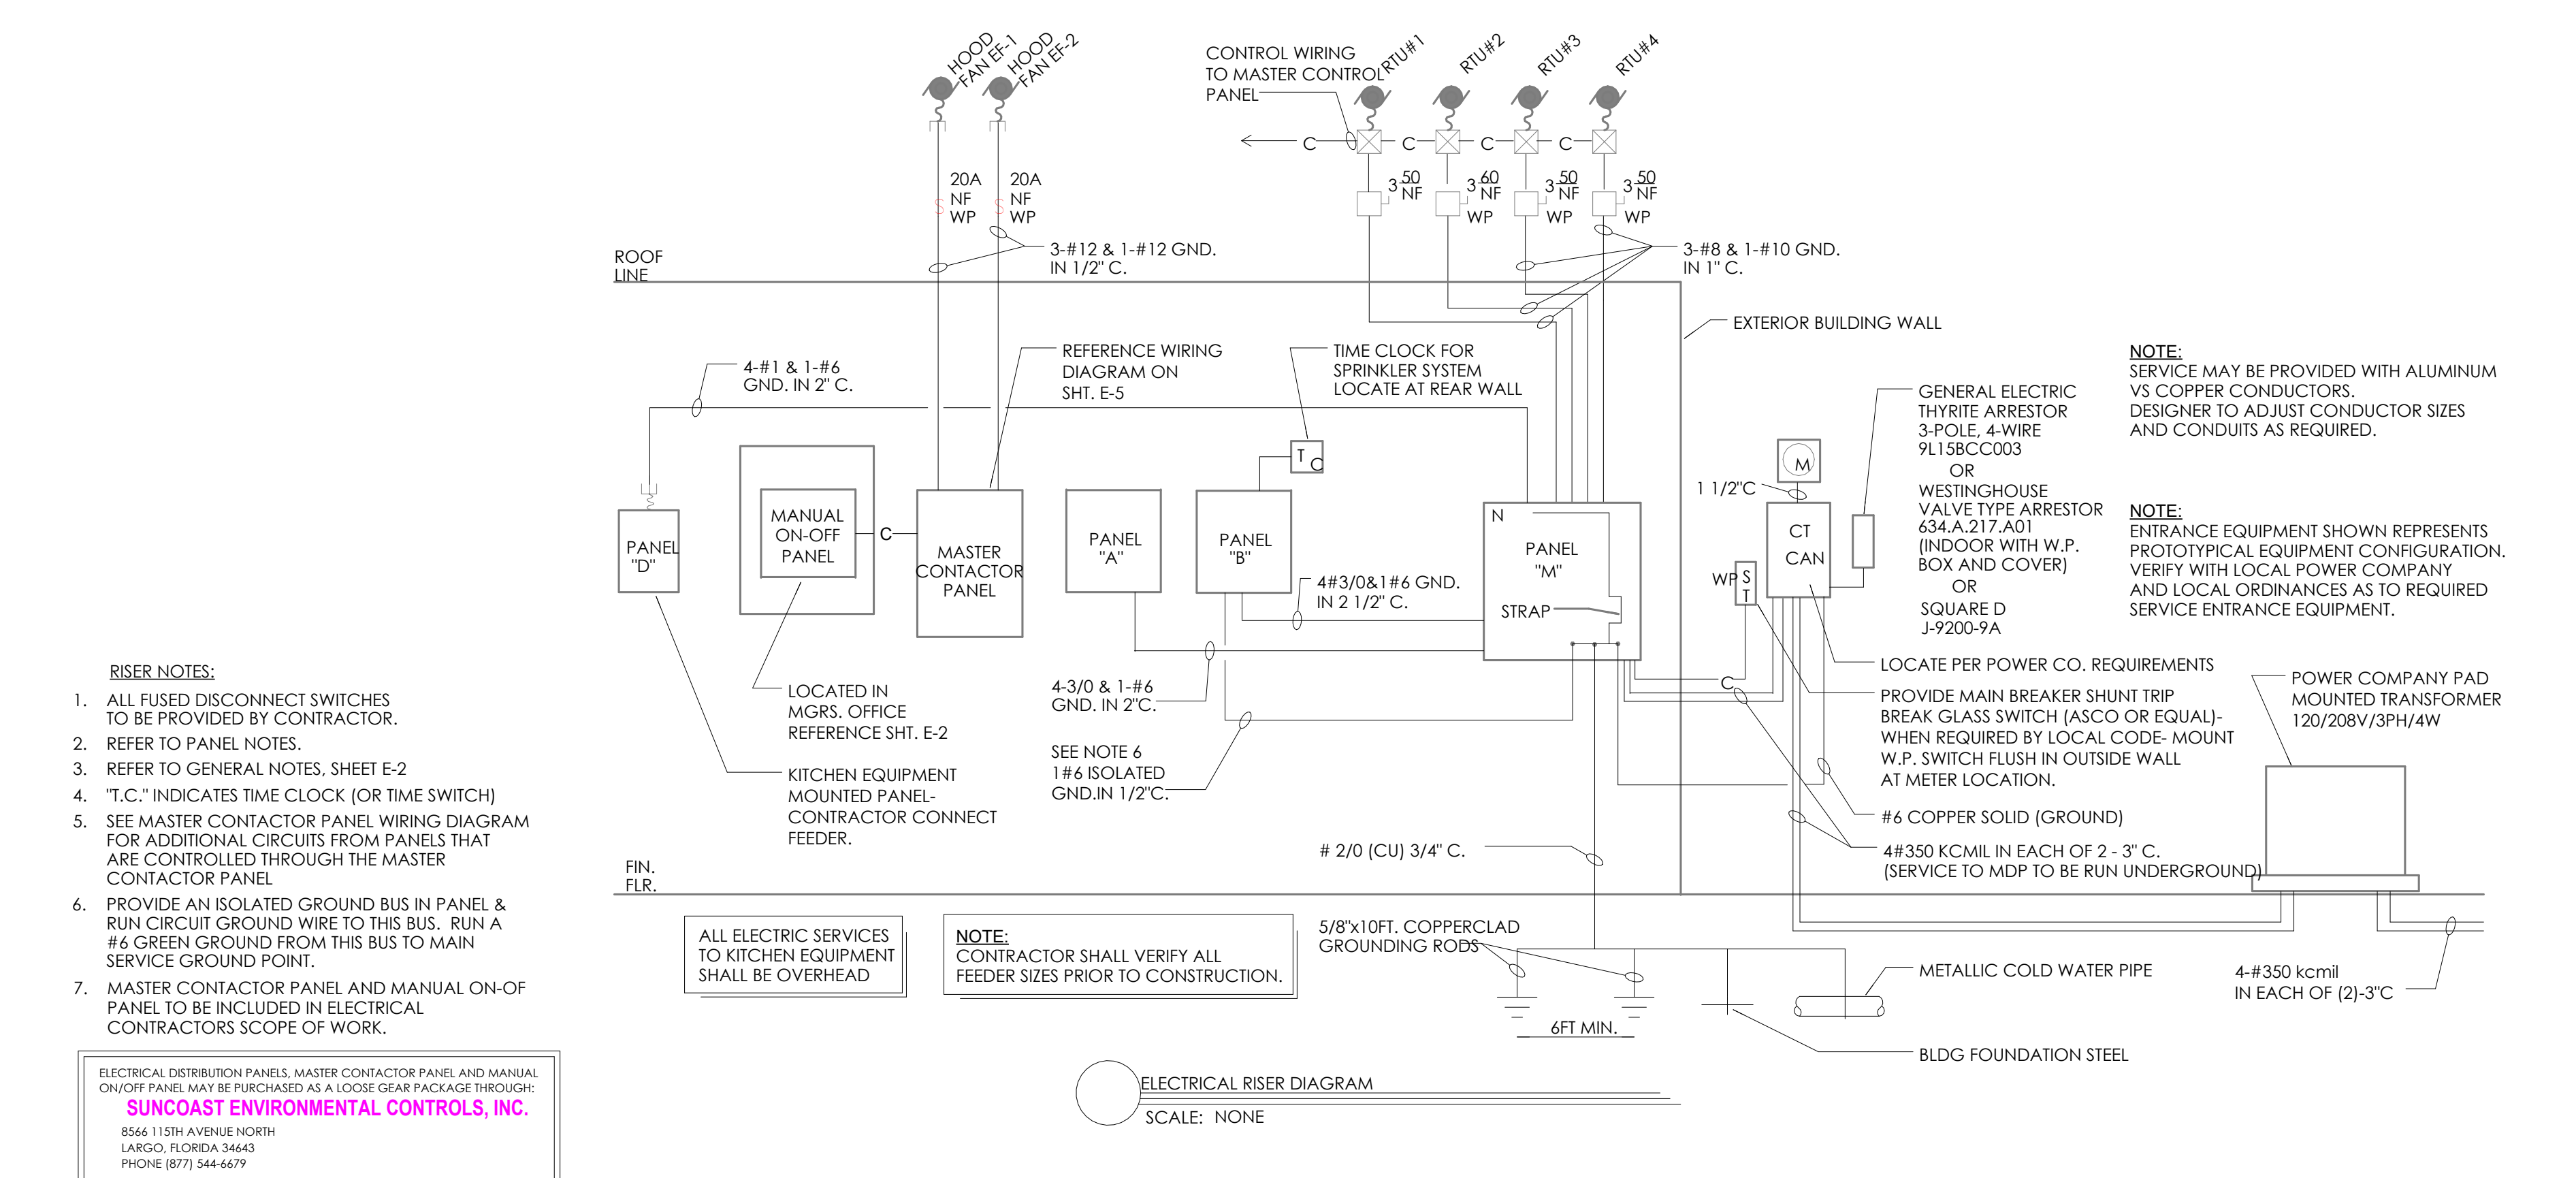 HOOD
FAN EF-1
HOOD
FAN EF-2
CONTROL WIRING
TO MASTER CONTROL
PANEL
RTU#1
RTU#2
RTU#3
RTU#4
C
C
C
C
20A
NF
WP
S
20A
NF
WP
S
3 50
NF
3 60
NF
WP
3 50
NF
WP
3 50
NF
WP
3-#12 & 1-#12 GND.
IN 1/2" C.
3-#8 & 1-#10 GND.
IN 1" C.
ROOF
LINE
EXTERIOR BUILDING WALL
4-#1 & 1-#6
GND. IN 2" C.
REFERENCE WIRING
DIAGRAM ON
SHT. E-5
TIME CLOCK FOR
SPRINKLER SYSTEM
LOCATE AT REAR WALL
T C
PANEL
"D"
MANUAL
ON-OFF
PANEL
C
MASTER
CONTACTOR
PANEL
PANEL
"A"
PANEL
"B"
N
PANEL
"M"
STRAP
4#3/0&1#6 GND.
IN 2 1/2" C.
4-3/0 & 1-#6
GND. IN 2"C.
SEE NOTE 6
1#6 ISOLATED
GND.IN 1/2"C.
LOCATED IN
MGRS. OFFICE
REFERENCE SHT. E-2
KITCHEN EQUIPMENT
MOUNTED PANEL-
CONTRACTOR CONNECT
FEEDER.
M
1 1/2"C
CT
CAN
WP
S
T
C
GENERAL ELECTRIC
THYRITE ARRESTOR
3-POLE, 4-WIRE
9L15BCC003
OR
WESTINGHOUSE
VALVE TYPE ARRESTOR
634.A.217.A01
(INDOOR WITH W.P.
BOX AND COVER)
OR
SQUARE D
J-9200-9A
LOCATE PER POWER CO. REQUIREMENTS
PROVIDE MAIN BREAKER SHUNT TRIP
BREAK GLASS SWITCH (ASCO OR EQUAL)-
WHEN REQUIRED BY LOCAL CODE- MOUNT
W.P. SWITCH FLUSH IN OUTSIDE WALL
AT METER LOCATION.
#6 COPPER SOLID (GROUND)
4#350 KCMIL IN EACH OF 2 - 3" C.
(SERVICE TO MDP TO BE RUN UNDERGROUND)
NOTE:
SERVICE MAY BE PROVIDED WITH ALUMINUM
VS COPPER CONDUCTORS.
DESIGNER TO ADJUST CONDUCTOR SIZES
AND CONDUITS AS REQUIRED.
NOTE:
ENTRANCE EQUIPMENT SHOWN REPRESENTS
PROTOTYPICAL EQUIPMENT CONFIGURATION.
VERIFY WITH LOCAL POWER COMPANY
AND LOCAL ORDINANCES AS TO REQUIRED
SERVICE ENTRANCE EQUIPMENT.
POWER COMPANY PAD
MOUNTED TRANSFORMER
120/208V/3PH/4W
# 2/0 (CU) 3/4" C.
FIN.
FLR.
ALL ELECTRIC SERVICES
TO KITCHEN EQUIPMENT
SHALL BE OVERHEAD
NOTE:
CONTRACTOR SHALL VERIFY ALL
FEEDER SIZES PRIOR TO CONSTRUCTION.
5/8"x10FT. COPPERCLAD
GROUNDING RODS
6FT MIN.
METALLIC COLD WATER PIPE
BLDG FOUNDATION STEEL
4-#350 kcmil
IN EACH OF (2)-3"C
ELECTRICAL RISER DIAGRAM
SCALE: NONE
RISER NOTES:
1. ALL FUSED DISCONNECT SWITCHES
TO BE PROVIDED BY CONTRACTOR.
2. REFER TO PANEL NOTES.
3. REFER TO GENERAL NOTES, SHEET E-2
4. "T.C." INDICATES TIME CLOCK (OR TIME SWITCH)
5. SEE MASTER CONTACTOR PANEL WIRING DIAGRAM
FOR ADDITIONAL CIRCUITS FROM PANELS THAT
ARE CONTROLLED THROUGH THE MASTER
CONTACTOR PANEL
6. PROVIDE AN ISOLATED GROUND BUS IN PANEL &
RUN CIRCUIT GROUND WIRE TO THIS BUS. RUN A
#6 GREEN GROUND FROM THIS BUS TO MAIN
SERVICE GROUND POINT.
7. MASTER CONTACTOR PANEL AND MANUAL ON-OF
PANEL TO BE INCLUDED IN ELECTRICAL
CONTRACTORS SCOPE OF WORK.
ELECTRICAL DISTRIBUTION PANELS, MASTER CONTACTOR PANEL AND MANUAL
ON/OFF PANEL MAY BE PURCHASED AS A LOOSE GEAR PACKAGE THROUGH:
SUNCOAST ENVIRONMENTAL CONTROLS, INC.
8566 115TH AVENUE NORTH
LARGO, FLORIDA 34643
PHONE (877) 544-6679